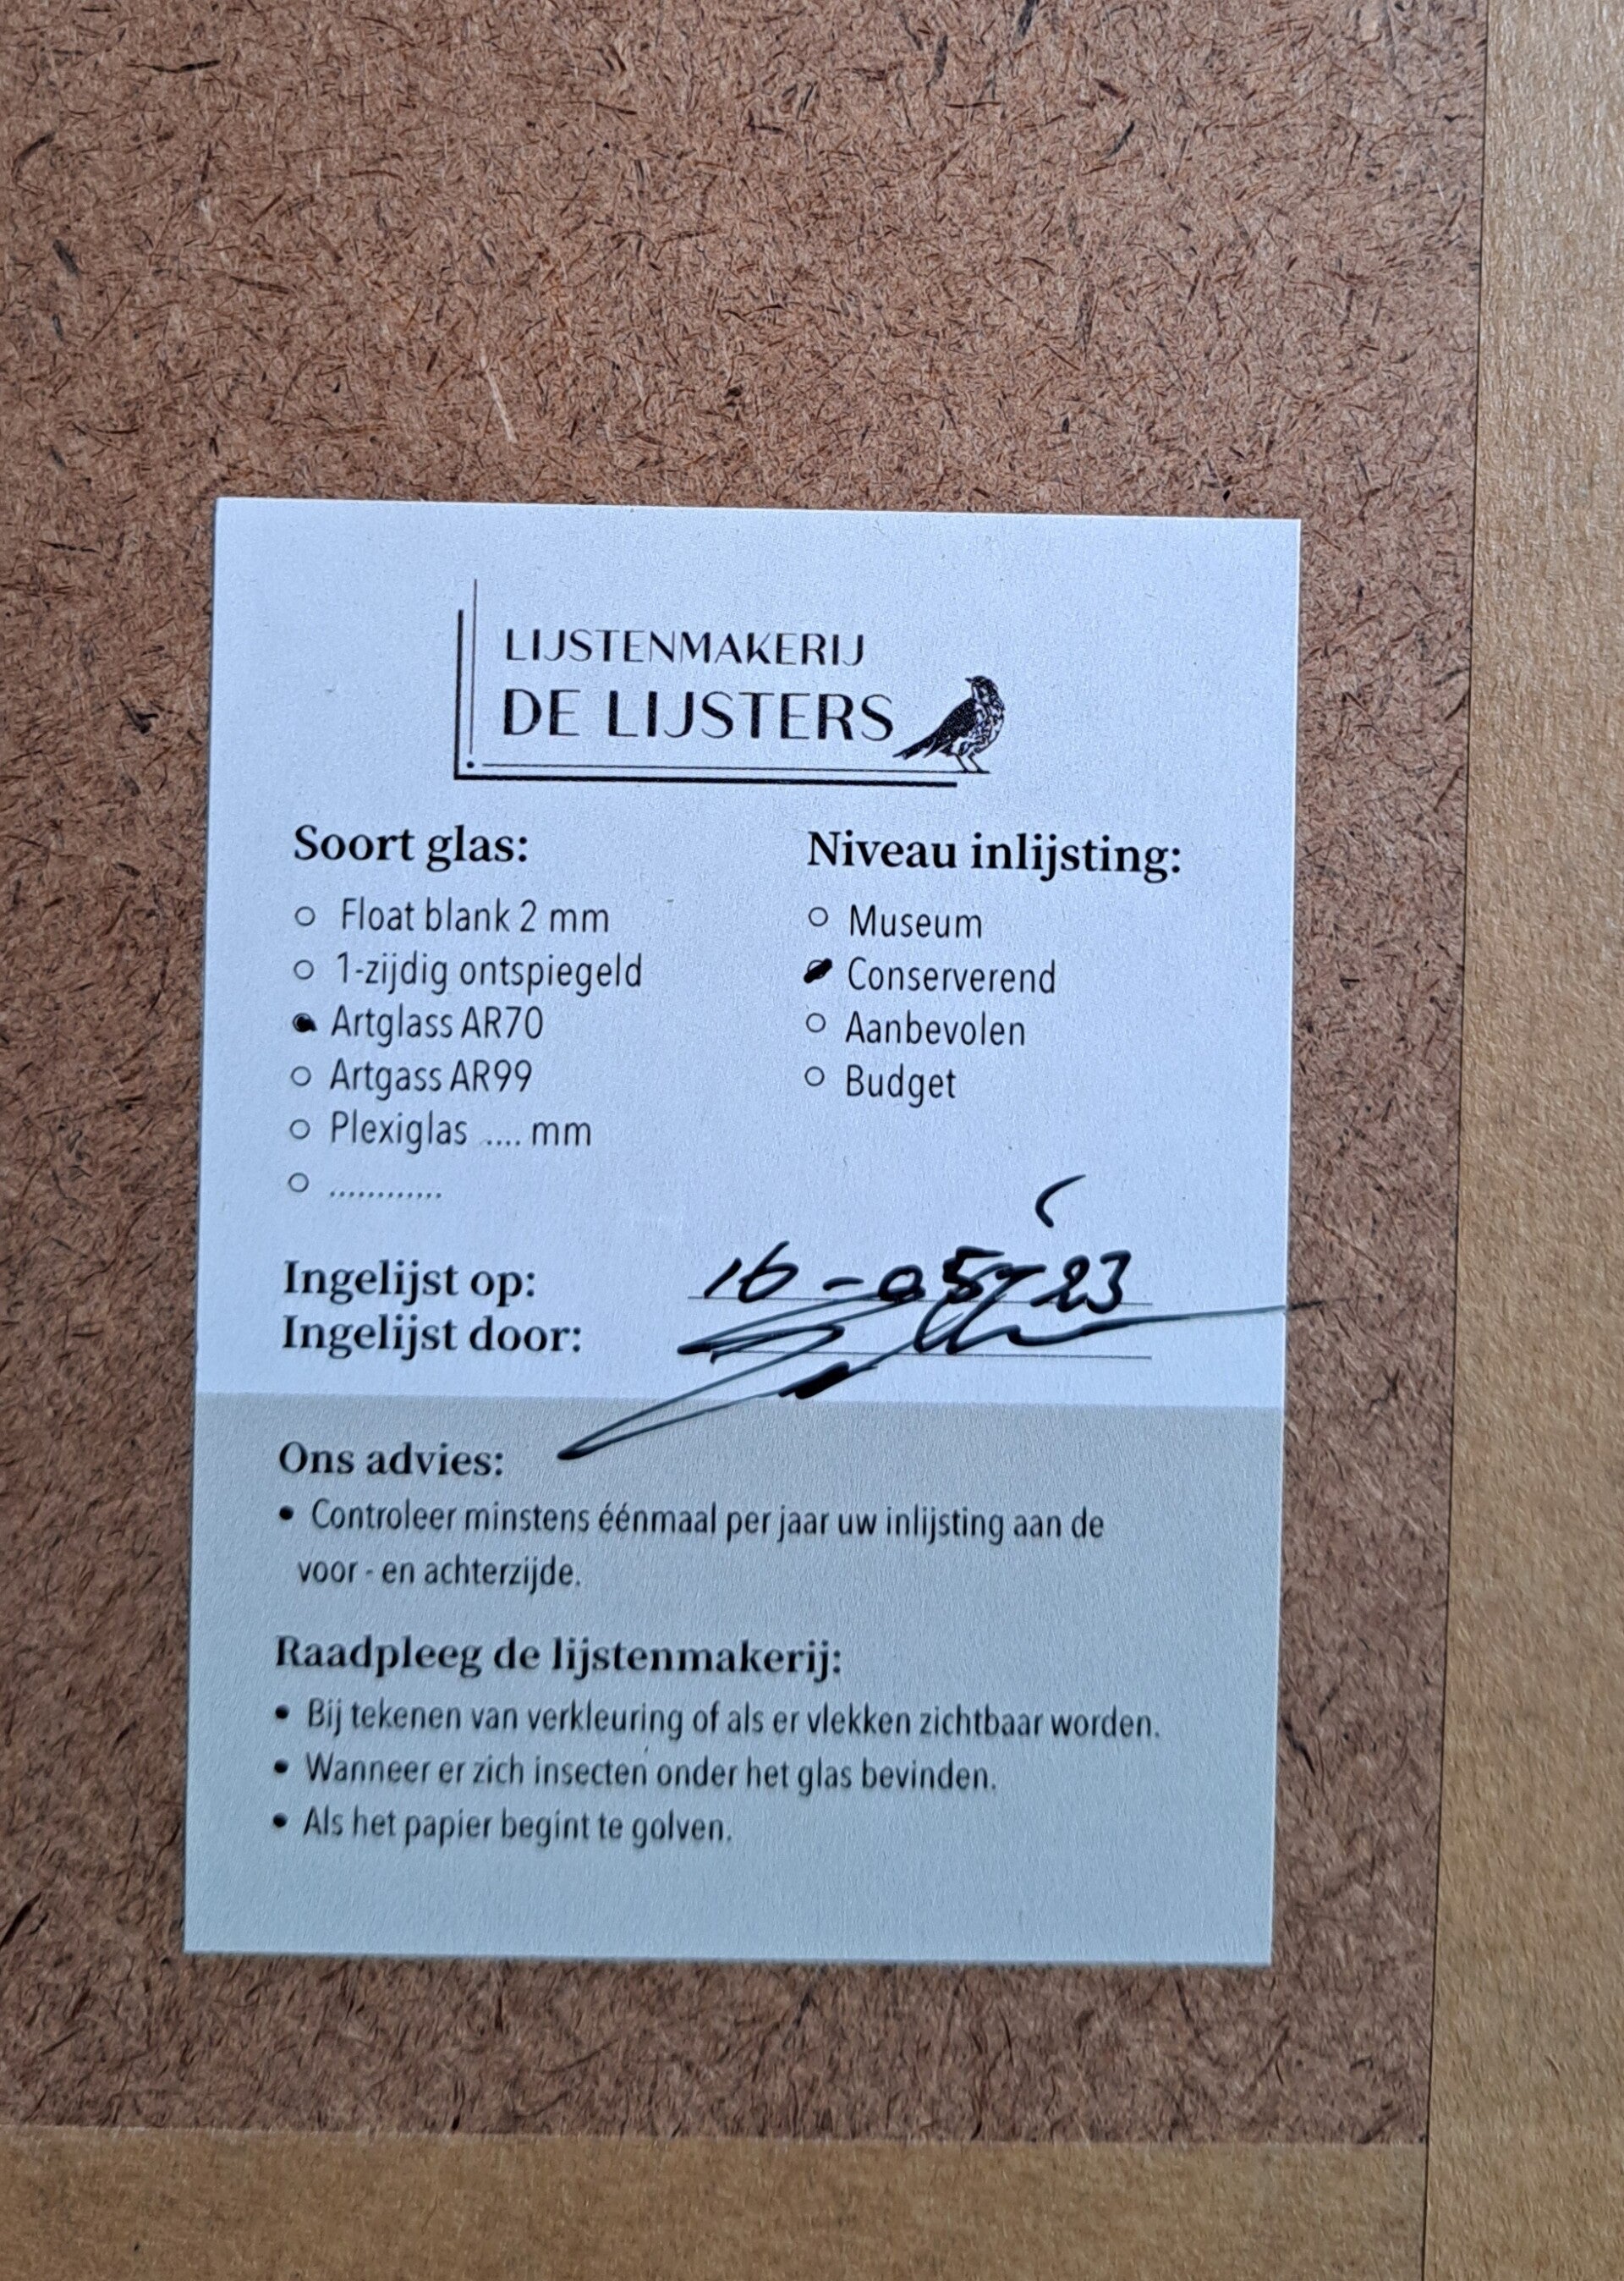 LIJSTENMAKERIJ
DE LIJSTERS
Soort glas:
Float blank 2 mm
1-zijdig ontspiegeld
Artglass AR70
Artgass AR99
Plexiglas .... mm
............
Niveau inlijsting:
Museum
Conserverend
Aanbevolen
Budget
Ingelijst op: 16-05-23
Ingelijst door:
Ons advies:
• Controleer minstens éénmaal per jaar uw inlijsting aan de
voor - en achterzijde.
Raadpleeg de lijstenmakerij:
• Bij tekenen van verkleuring of als er vlekken zichtbaar worden.
• Wanneer er zich insecten onder het glas bevinden.
• Als het papier begint te golven.